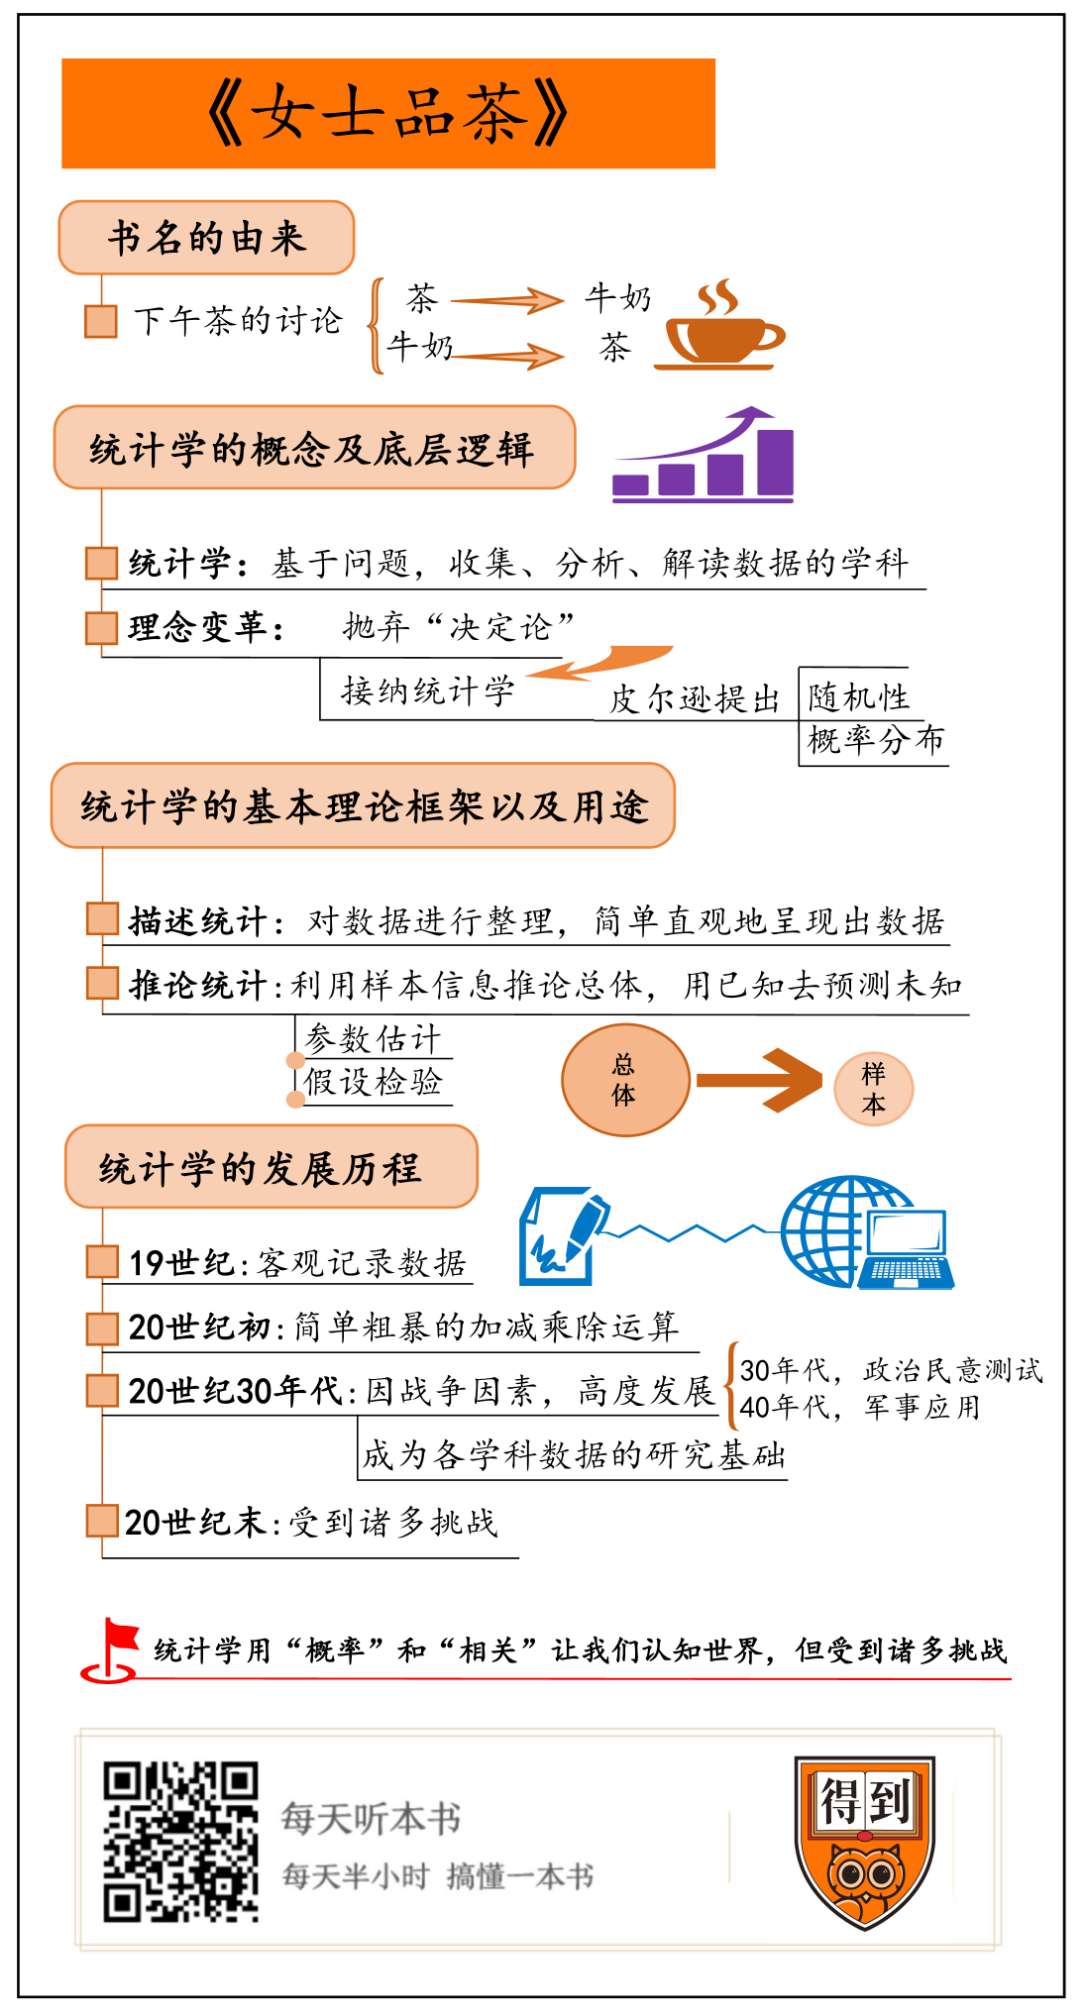 《女士品茶》
书名的由来
下午茶的讨论
茶 牛奶
牛奶 茶
统计学的概念及底层逻辑
统计学：基于问题，收集、分析、解读数据的学科
理念变革： 抛弃“决定论”
接纳统计学
皮尔逊提出
随机性
概率分布
统计学的基本理论框架以及用途
描述统计：对数据进行整理，简单直观地呈现出数据
推论统计:利用样本信息推论总体，用已知去预测未知
参数估计
假设检验
总体
样本
统计学的发展历程
19世纪:客观记录数据
20世纪初:简单粗暴的加减乘除运算
20世纪30年代:因战争因素，高度发展
30年代，政治民意测试
40年代，军事应用
成为各学科数据的研究基础
20世纪末:受到诸多挑战
统计学用“概率”和“相关”让我们认知世界，但受到诸多挑战
每天听本书
每天半小时 搞懂一本书
得到